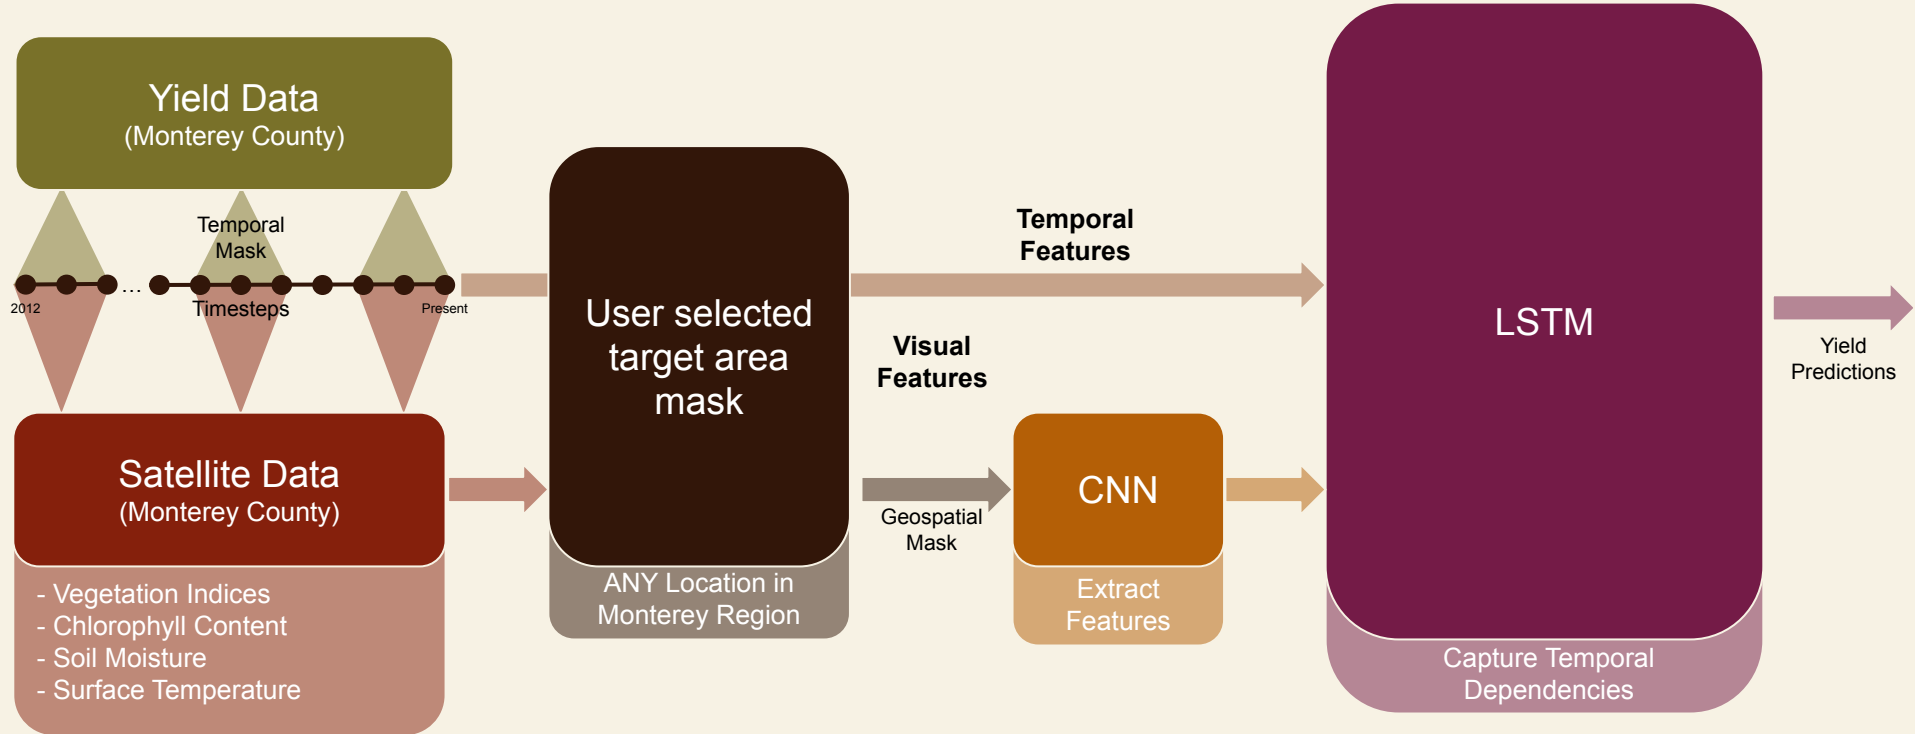 Yield Data
(Monterey County)
Temporal
Mask
...
2012
Timesteps
Present
Satellite Data
(Monterey County)
- Vegetation Indices
- Chlorophyll Content
- Soil Moisture
- Surface Temperature
User selected
target area
mask
ANY Location in
Monterey Region
Temporal
Features
Visual
Features
Geospatial
Mask
CNN
Extract
Features
LSTM
Capture Temporal
Dependencies
Yield
Predictions